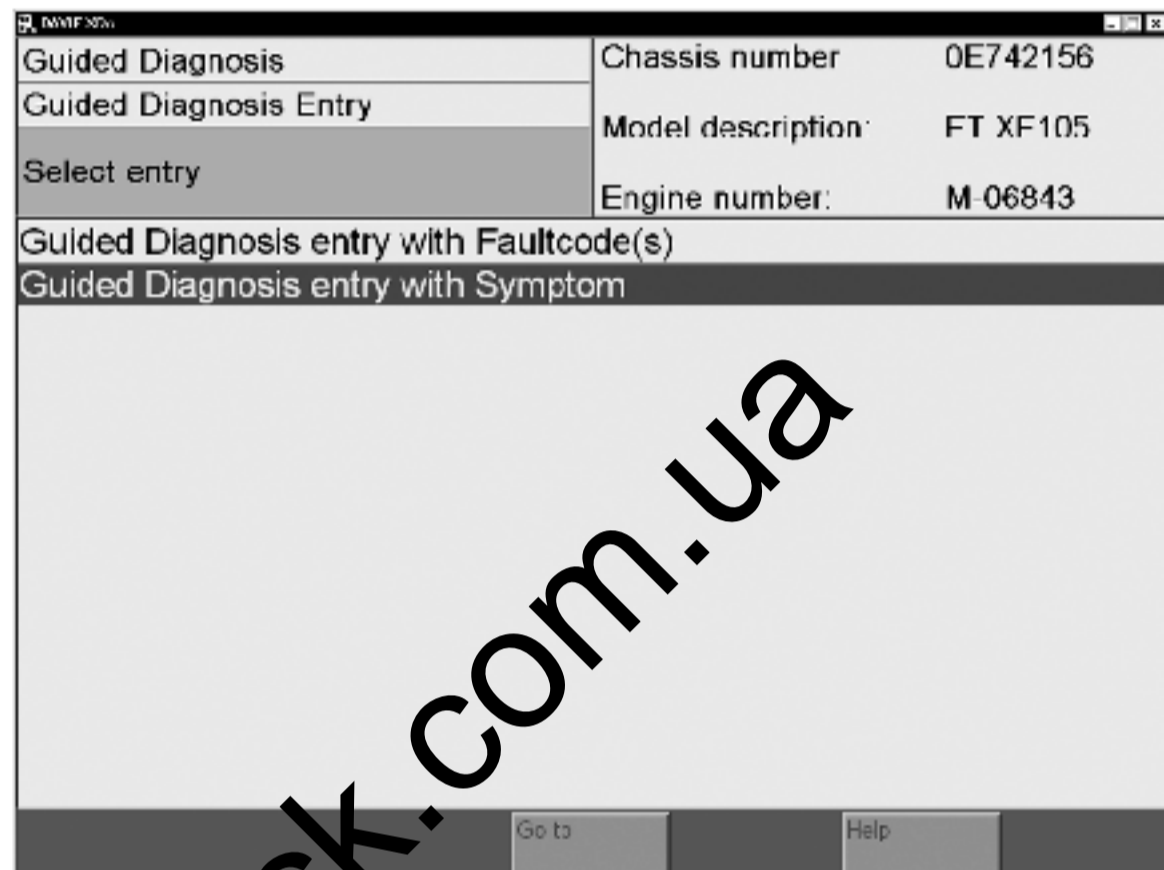 Guided Diagnosis
Guided Diagnosis Entry
Select entry
Chassis number 0E742156
Model description: FT XF105
Engine number: M-06843
Guided Diagnosis entry with Faultcode(s)
Guided Diagnosis entry with Symptom
.com.ua
Go to
Help